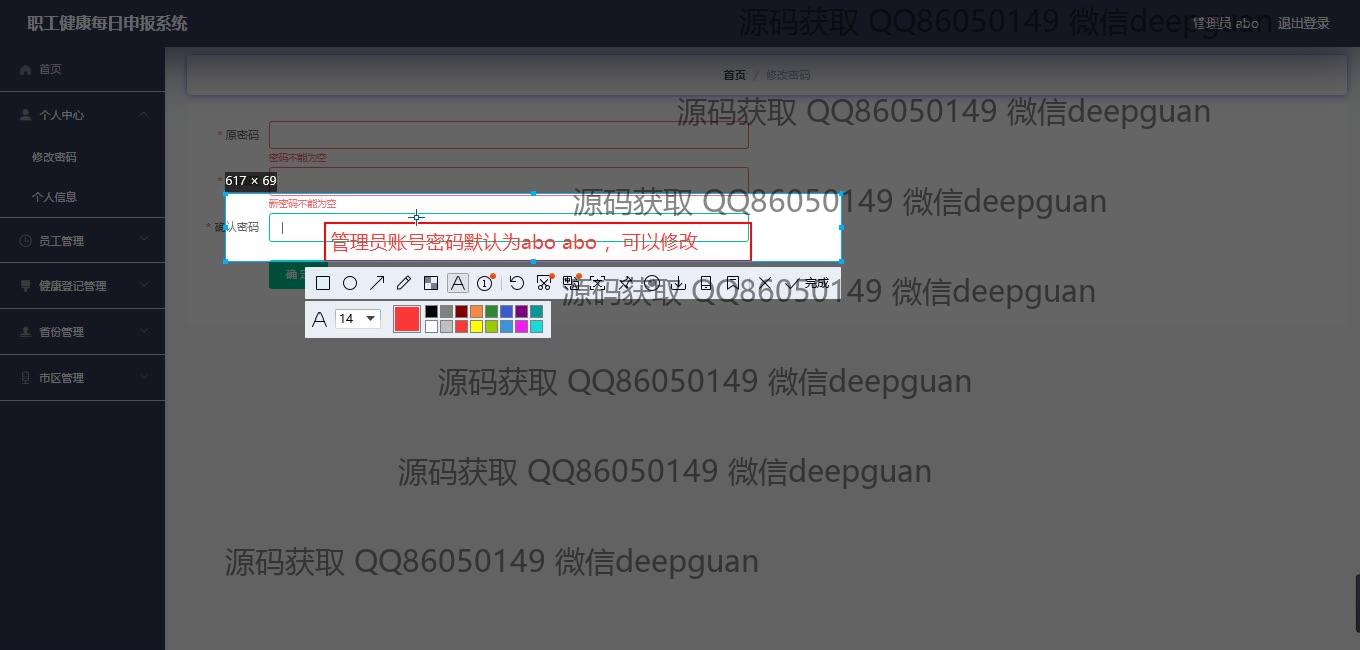 职工健康每日申报系统
源码获取 QQ86050149 微信deepguan
管理员 abo 退出登录
首页
首页 / 修改密码
个人中心
源码获取 QQ86050149 微信deepguan
* 原密码
密码不能为空
修改密码
*
617 × 69
个人信息
新密码不能为空
源码获取 QQ86050149 微信deepguan
* 确认密码
管理员账号密码默认为abo abo ，可以修改
员工管理
确
完成
健康登记管理
源码获取 QQ86050149 微信deepguan
A 14
省份管理
市区管理
源码获取 QQ86050149 微信deepguan
源码获取 QQ86050149 微信deepguan
源码获取 QQ86050149 微信deepguan